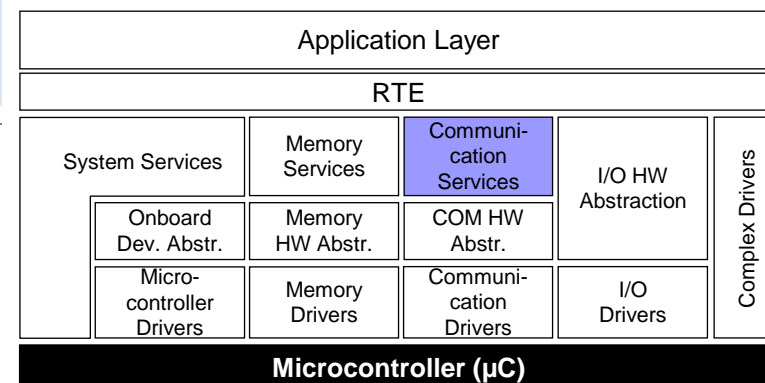 Application Layer
RTE
System Services
Memory
Services
Communi-
cation
Services
I/O HW
Abstraction
Complex Drivers
Onboard
Dev. Abstr.
Memory
HW Abstr.
COM HW
Abstr.
Micro-
controller
Drivers
Memory
Drivers
Communi-
cation
Drivers
I/O
Drivers
Microcontroller (µC)